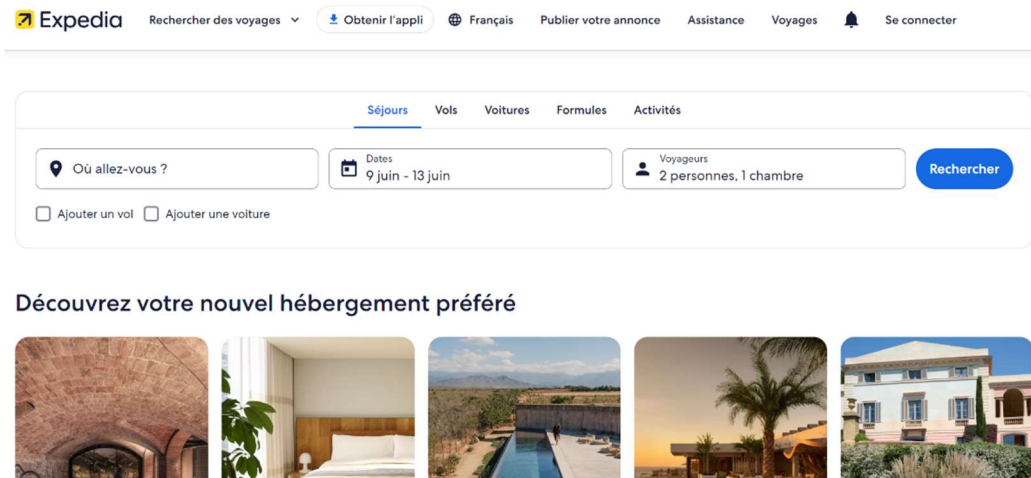 Expedia
Rechercher des voyages
Obtenir l'appli
Français
Publier votre annonce
Assistance
Voyages
Se connecter
Séjours
Vols
Voitures
Formules
Activités
Où allez-vous ?
Dates
9 juin - 13 juin
Voyageurs
2 personnes, 1 chambre
Rechercher
Ajouter un vol
Ajouter une voiture
Découvrez votre nouvel hébergement préféré